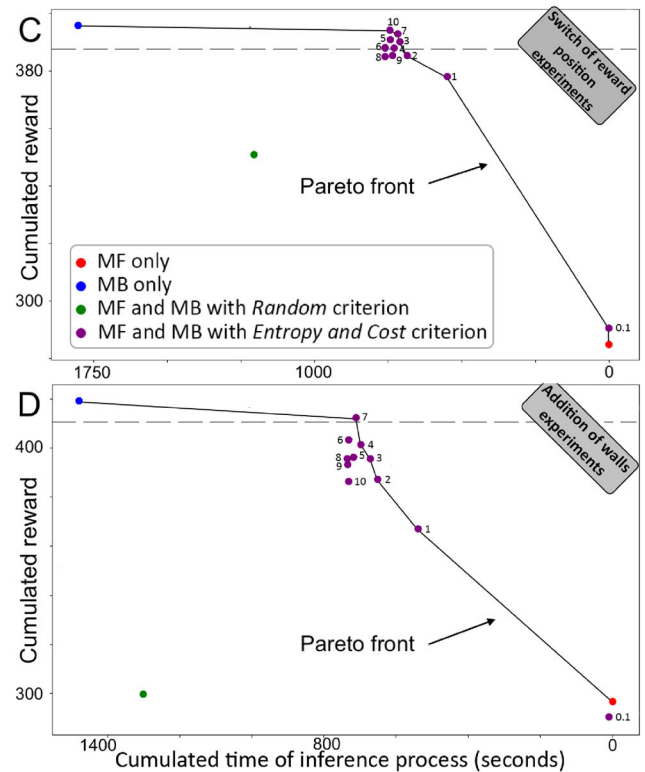 C
Switch of reward
position
experiments
10
5
7
3
6
4
8
9
2
1
380
Cumulated reward
Pareto front
MF only
MB only
MF and MB with Random criterion
MF and MB with Entropy and Cost criterion
300
0.1
1750
1000
0
D
Addition of walls
experiments
7
400
6
4
8
5
3
9
10
2
1
Cumulated reward
Pareto front
300
0.1
1400
800
0
Cumulated time of inference process (seconds)